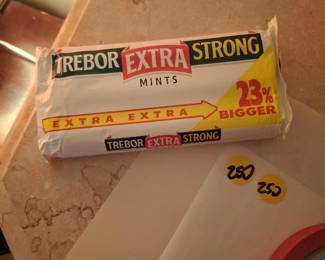 TREBOR EXTRA STRONG
MINTS
EXTRA EXTRA
23%
BIGGER
TREBOR EXTRA STRONG
250
250